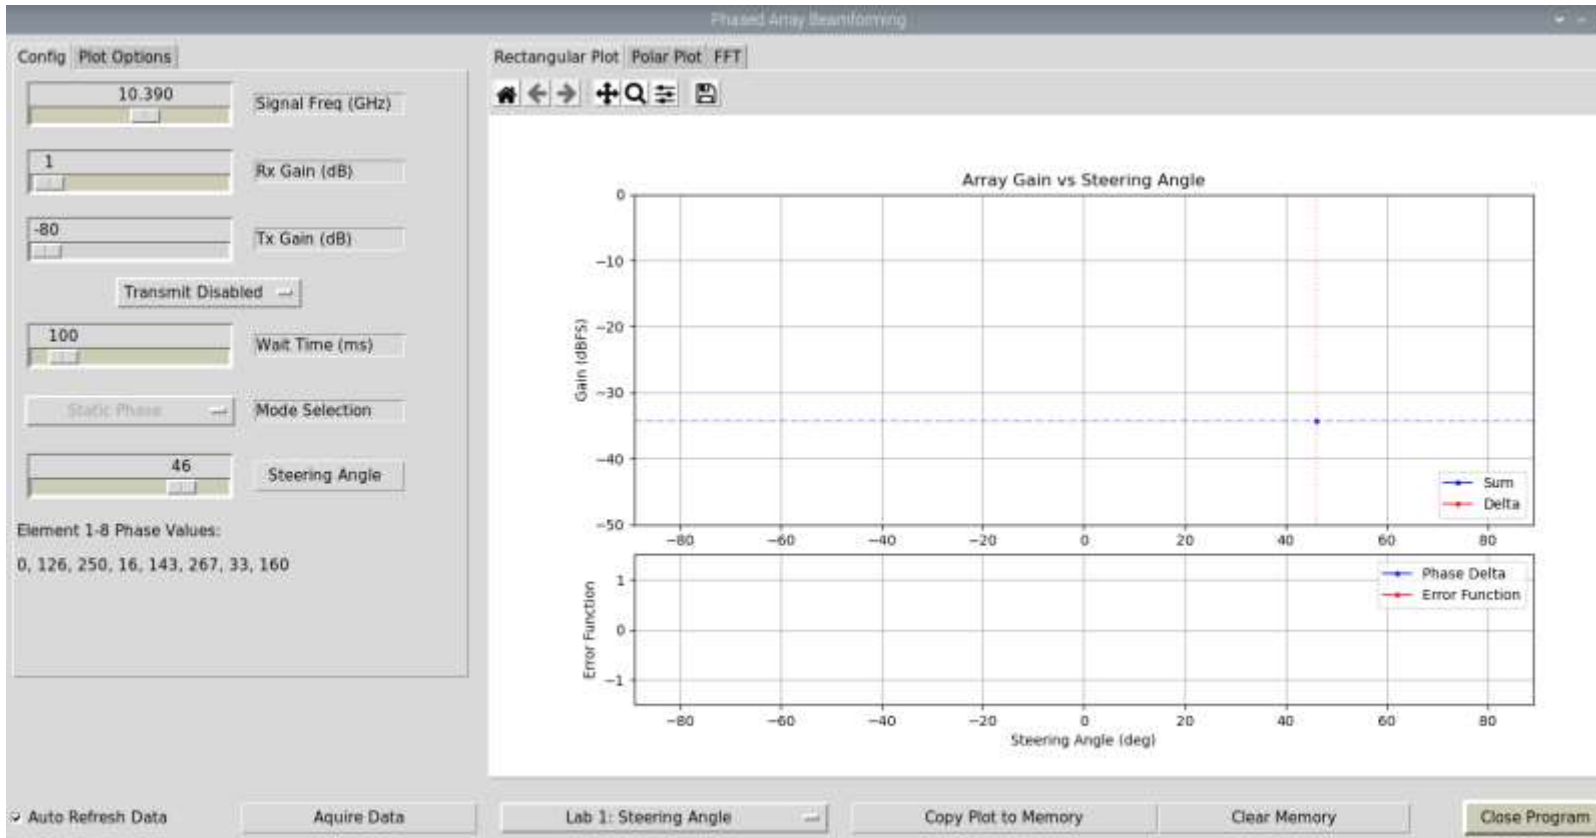 Phased Array Beamforming
Config Plot Options
10.390
Signal Freq (GHz)
1
Rx Gain (dB)
-80
Tx Gain (dB)
Transmit Disabled
100
Wait Time (ms)
Static Phase
Mode Selection
46
Steering Angle
Element 1-8 Phase Values:
0, 126, 250, 16, 143, 267, 33, 160
Rectangular Plot Polar Plot FFT
Array Gain vs Steering Angle
Gain (dBFS)
0
−10
−20
−30
−40
−50
Sum
Delta
−80 −60 −40 −20 0 20 40 60 80
Error Function
1
0
−1
Phase Delta
Error Function
−80 −60 −40 −20 0 20 40 60 80
Steering Angle (deg)
Auto Refresh Data
Aquire Data
Lab 1: Steering Angle
Copy Plot to Memory
Clear Memory
Close Program